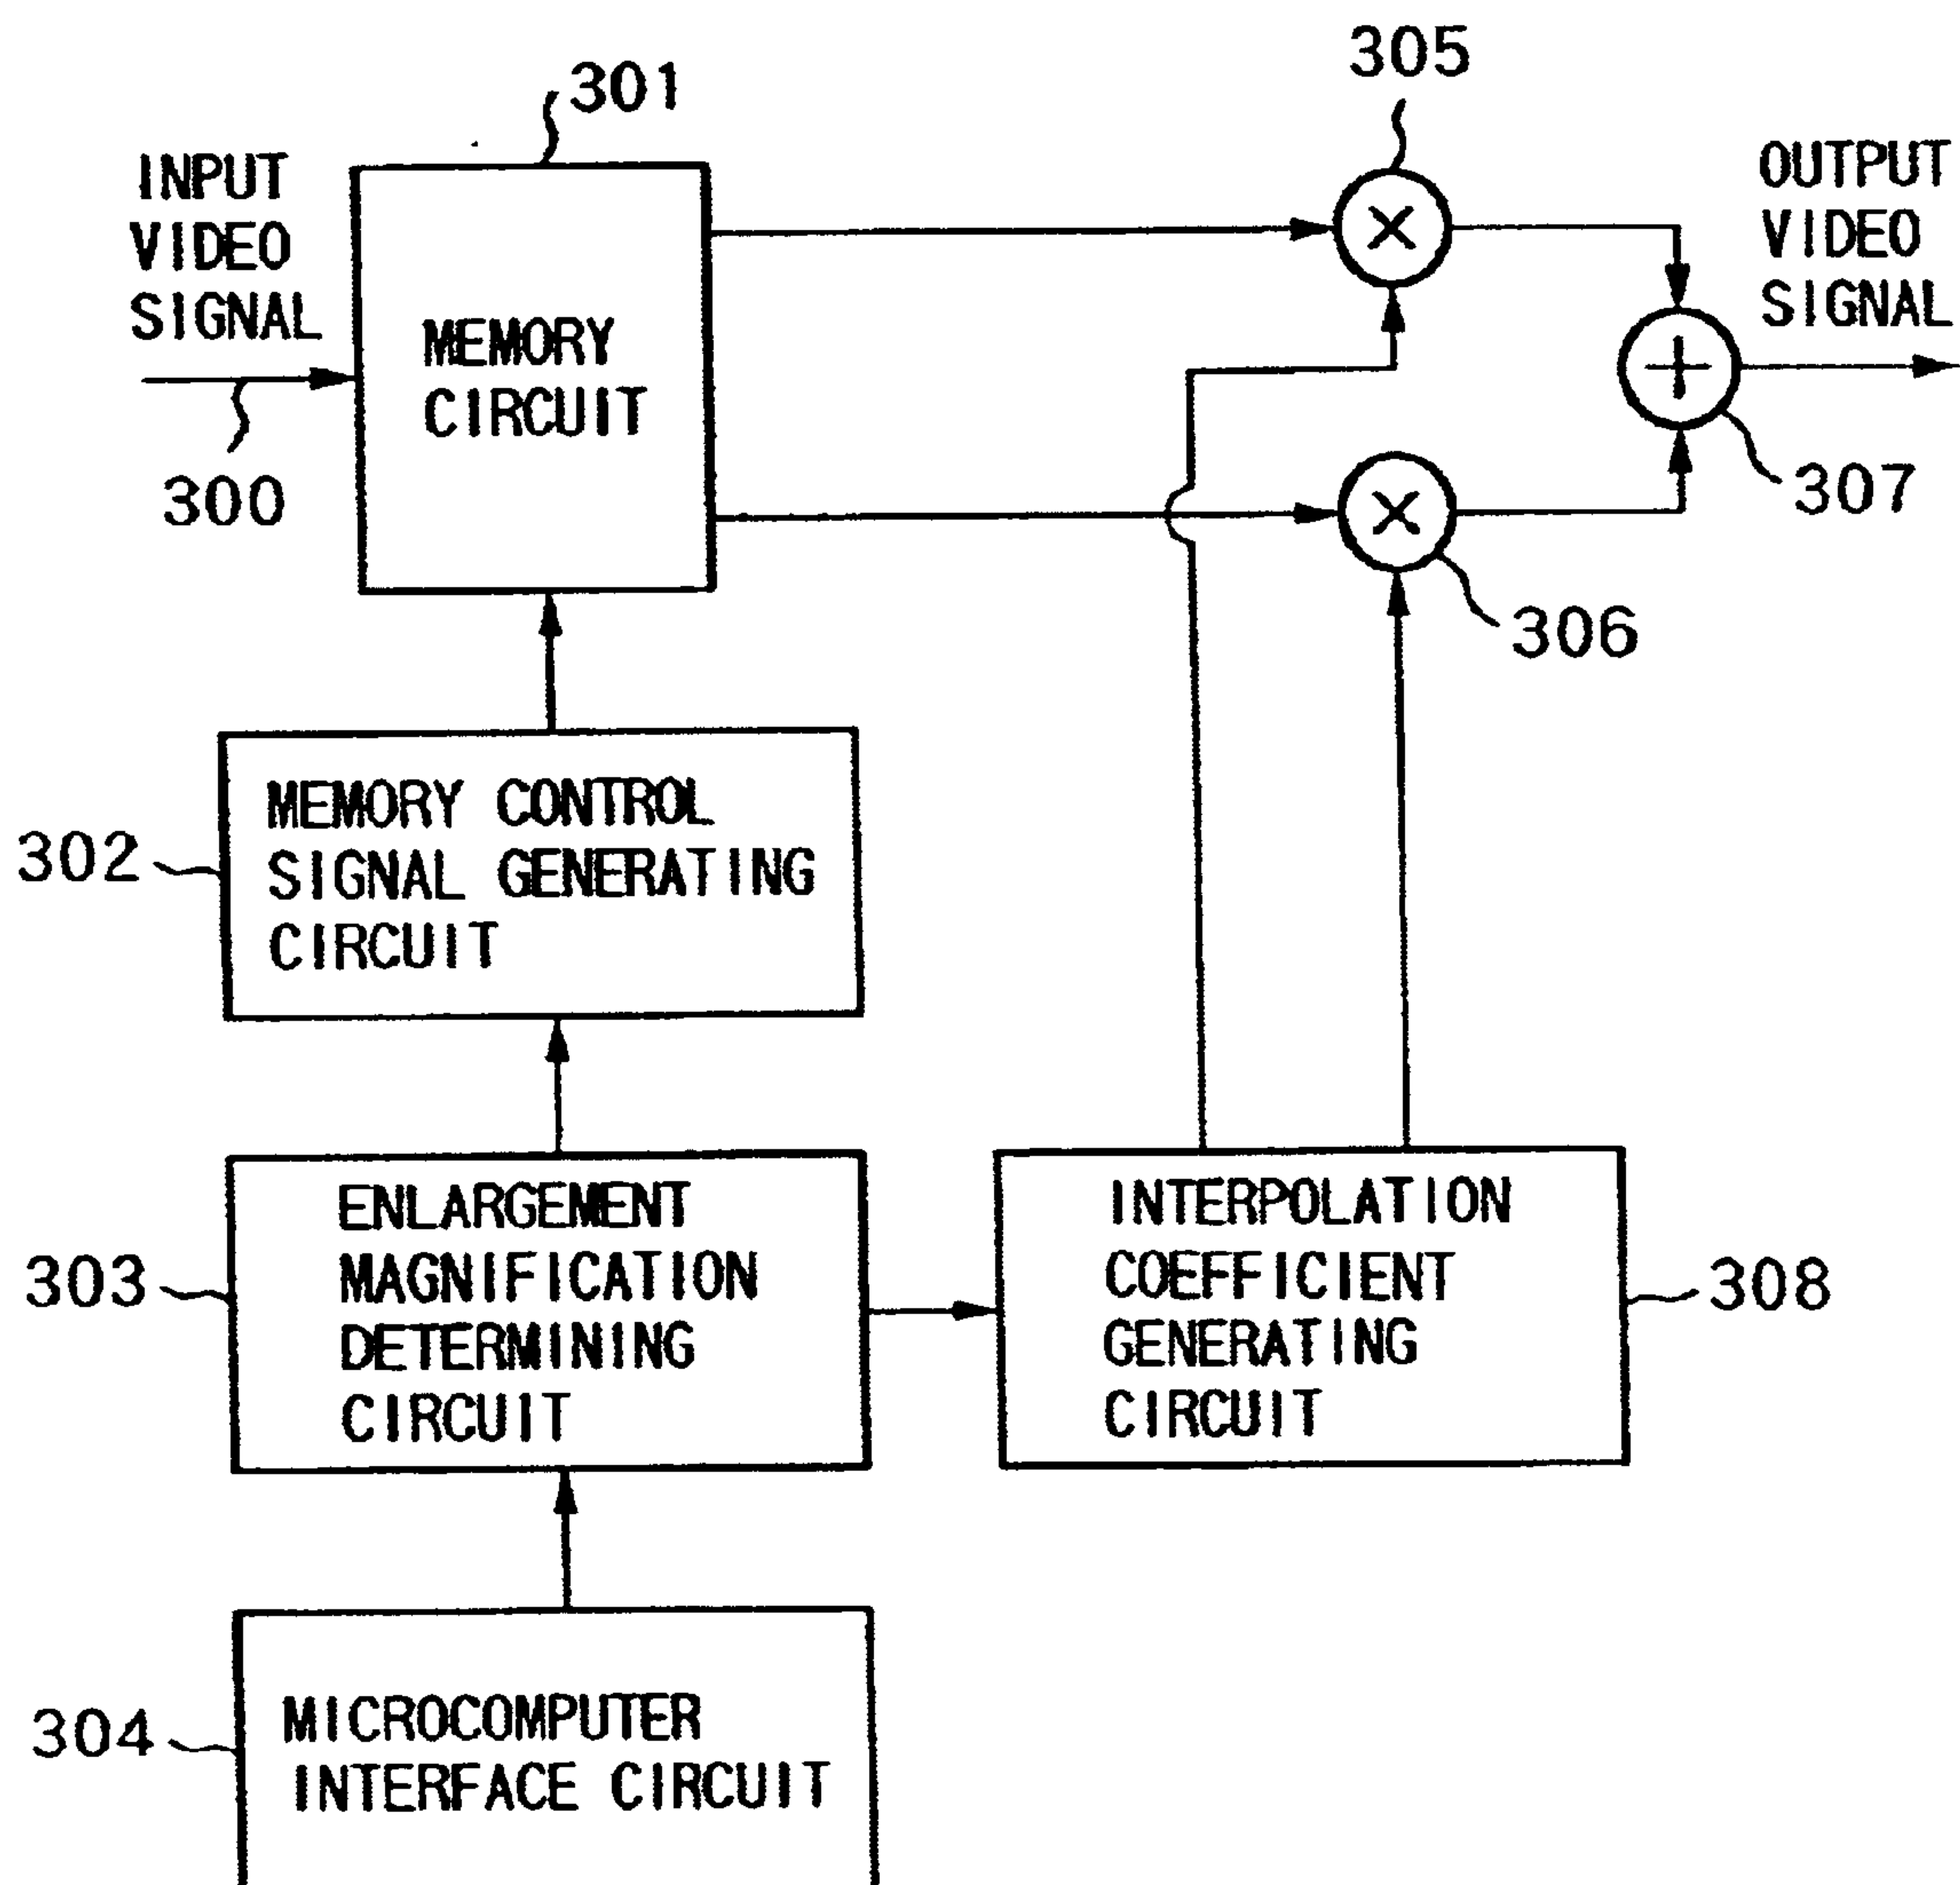 305
301
INPUT
VIDEO
SIGNAL
OUTPUT
VIDEO
SIGNAL
MEMORY
CIRCUIT
300
307
306
MEMORY CONTROL
SIGNAL GENERATING
CIRCUIT
302
ENLARGEMENT
MAGNIFICATION
DETERMINING
CIRCUIT
303
INTERPOLATION
COEFFICIENT
GENERATING
CIRCUIT
308
MICROCOMPUTER
INTERFACE CIRCUIT
304